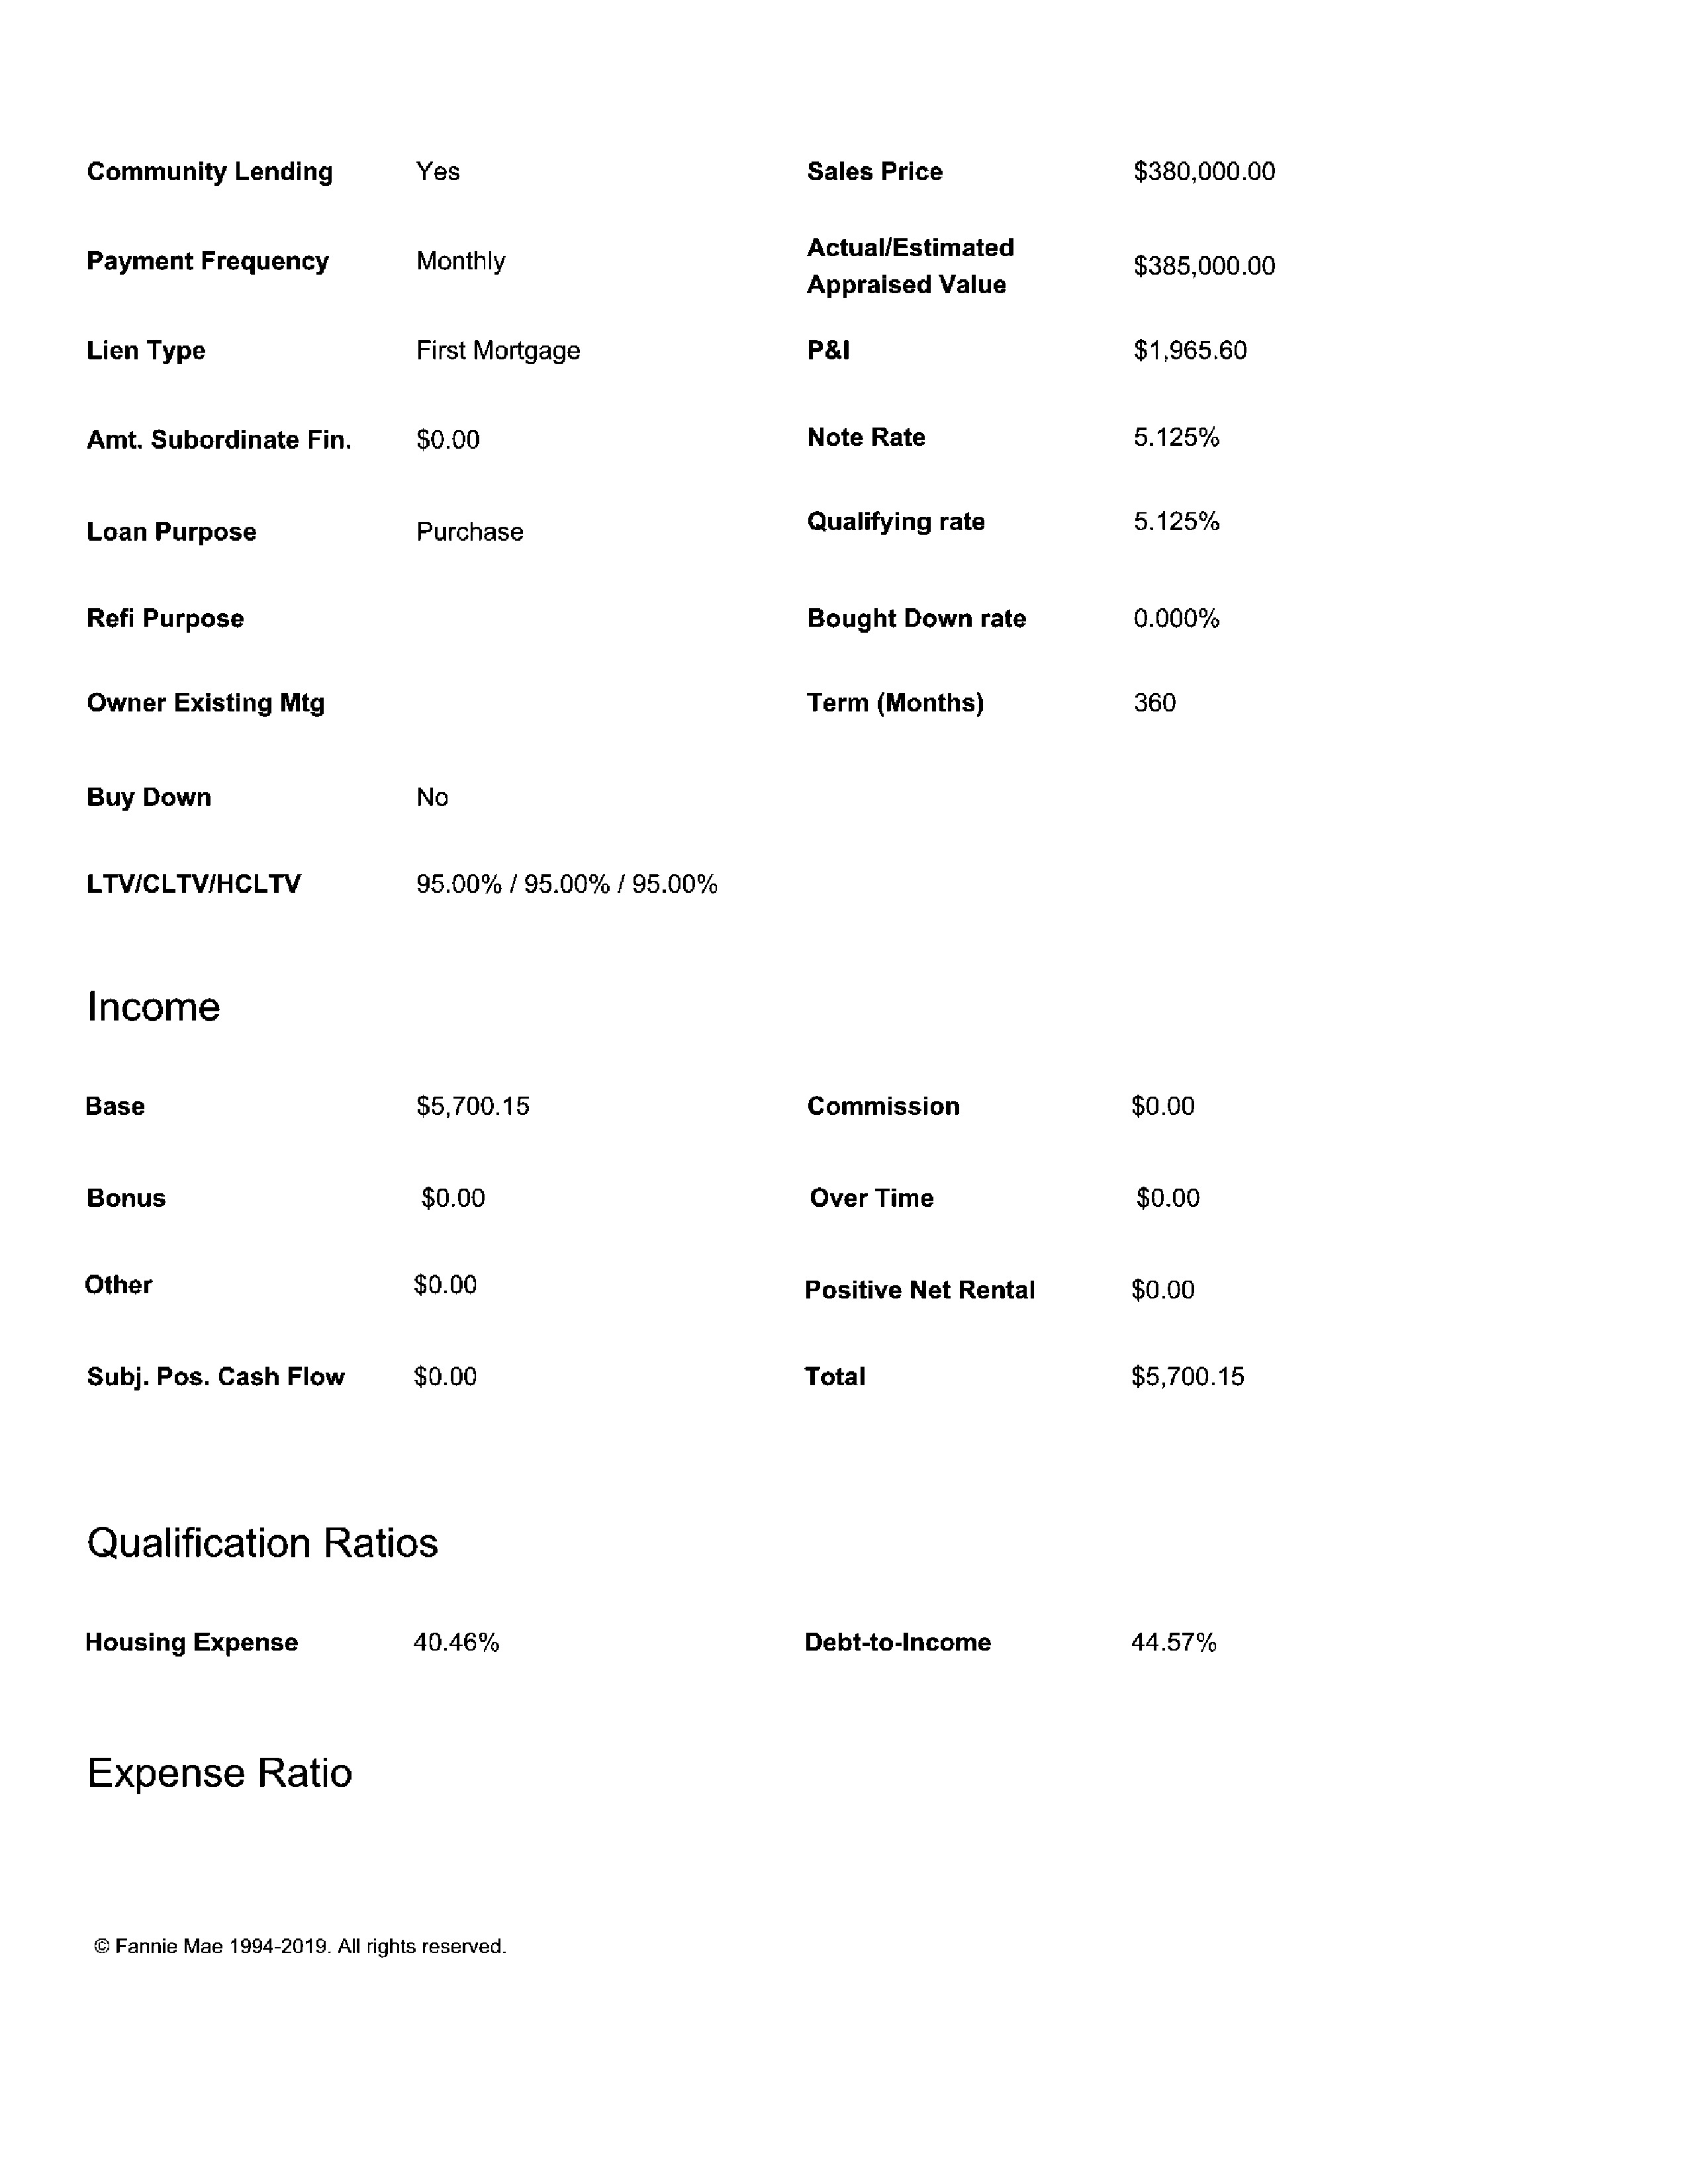 Community Lending Yes Sales Price $380,000.00
Payment Frequency Monthly Actual/Estimated Appraised Value $385,000.00
Lien Type First Mortgage P&I $1,965.60
Amt. Subordinate Fin. $0.00 Note Rate 5.125%
Loan Purpose Purchase Qualifying rate 5.125%
Refi Purpose Bought Down rate 0.000%
Owner Existing Mtg Term (Months) 360
Buy Down No
LTV/CLTV/HCLTV 95.00% / 95.00% / 95.00%
Income
Base $5,700.15 Commission $0.00
Bonus $0.00 Over Time $0.00
Other $0.00 Positive Net Rental $0.00
Subj. Pos. Cash Flow $0.00 Total $5,700.15
Qualification Ratios
Housing Expense 40.46% Debt-to-Income 44.57%
Expense Ratio
© Fannie Mae 1994-2019. All rights reserved.